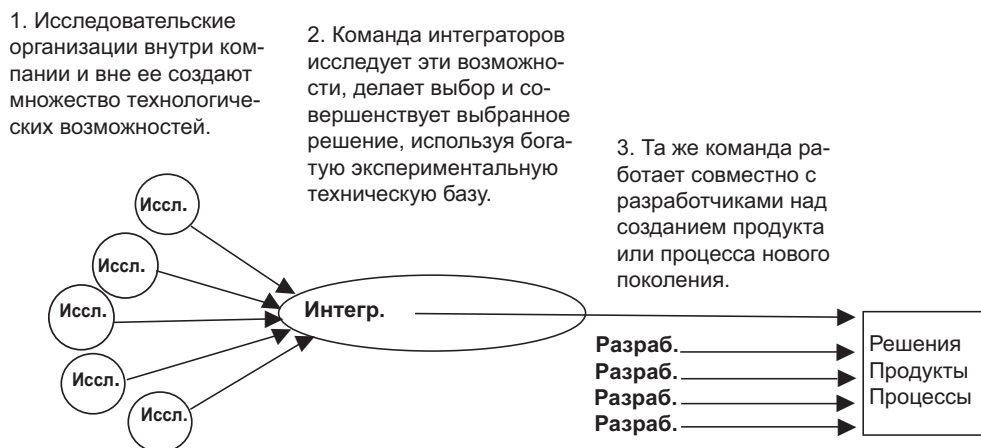 1. Исследовательские
организации внутри ком-
пании и вне ее создают
множество технологиче-
ских возможностей.
2. Команда интеграторов
исследует эти возможно-
сти, делает выбор и со-
вершенствует выбранное
решение, используя бога-
тую экспериментальную
техническую базу.
3. Та же команда ра-
ботает совместно с
разработчиками над
созданием продукта
или процесса нового
поколения.
Иссл.
Иссл.
Иссл.
Иссл.
Иссл.
Интегр.
Разраб.
Разраб.
Разраб.
Разраб.
Решения
Продукты
Процессы